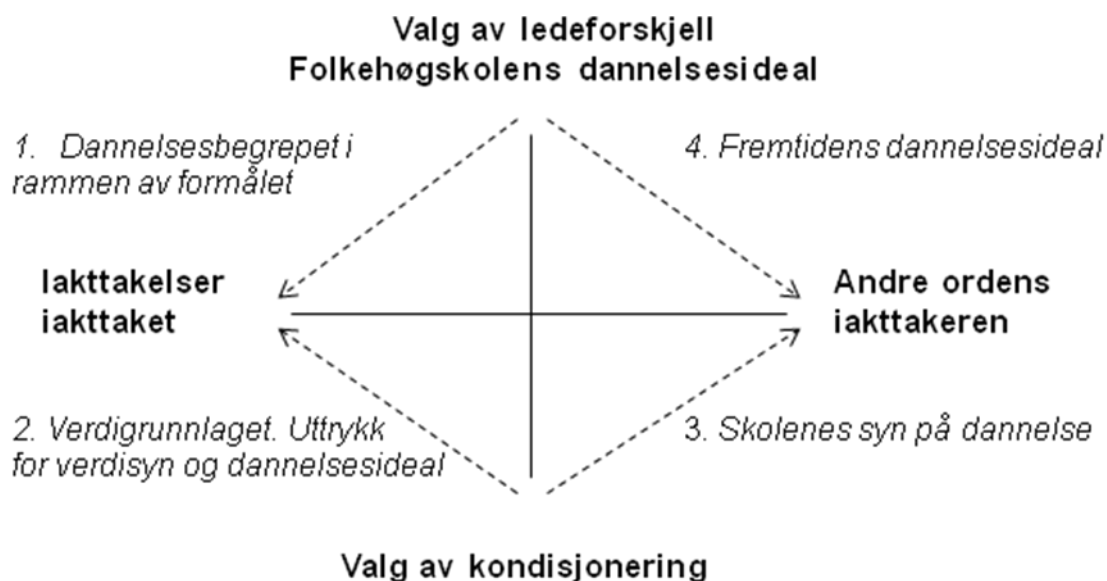 Valg av ledeforskjell
Folkehøgskolens dannelsesideal
1. Dannelsesbegrepet i
rammen av formålet
4. Fremtidens dannelsesideal
Iakttakelser
iakttaket
Andre ordens
iakttakeren
2. Verdigrunnlaget. Uttrykk
for verdisyn og dannelsesideal
3. Skolenes syn på dannelse
Valg av kondisjonering